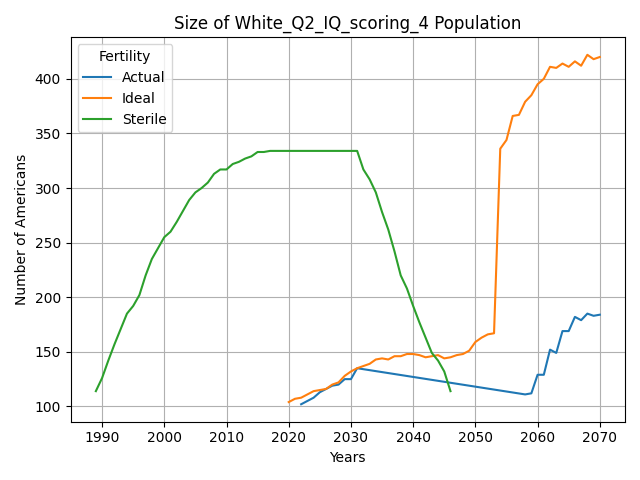 Size of White_Q2_IQ_scoring_4 Population
Fertility
Actual
Ideal
Sterile
Number of Americans
400
350
300
250
200
150
100
1990 2000 2010 2020 2030 2040 2050 2060 2070
Years